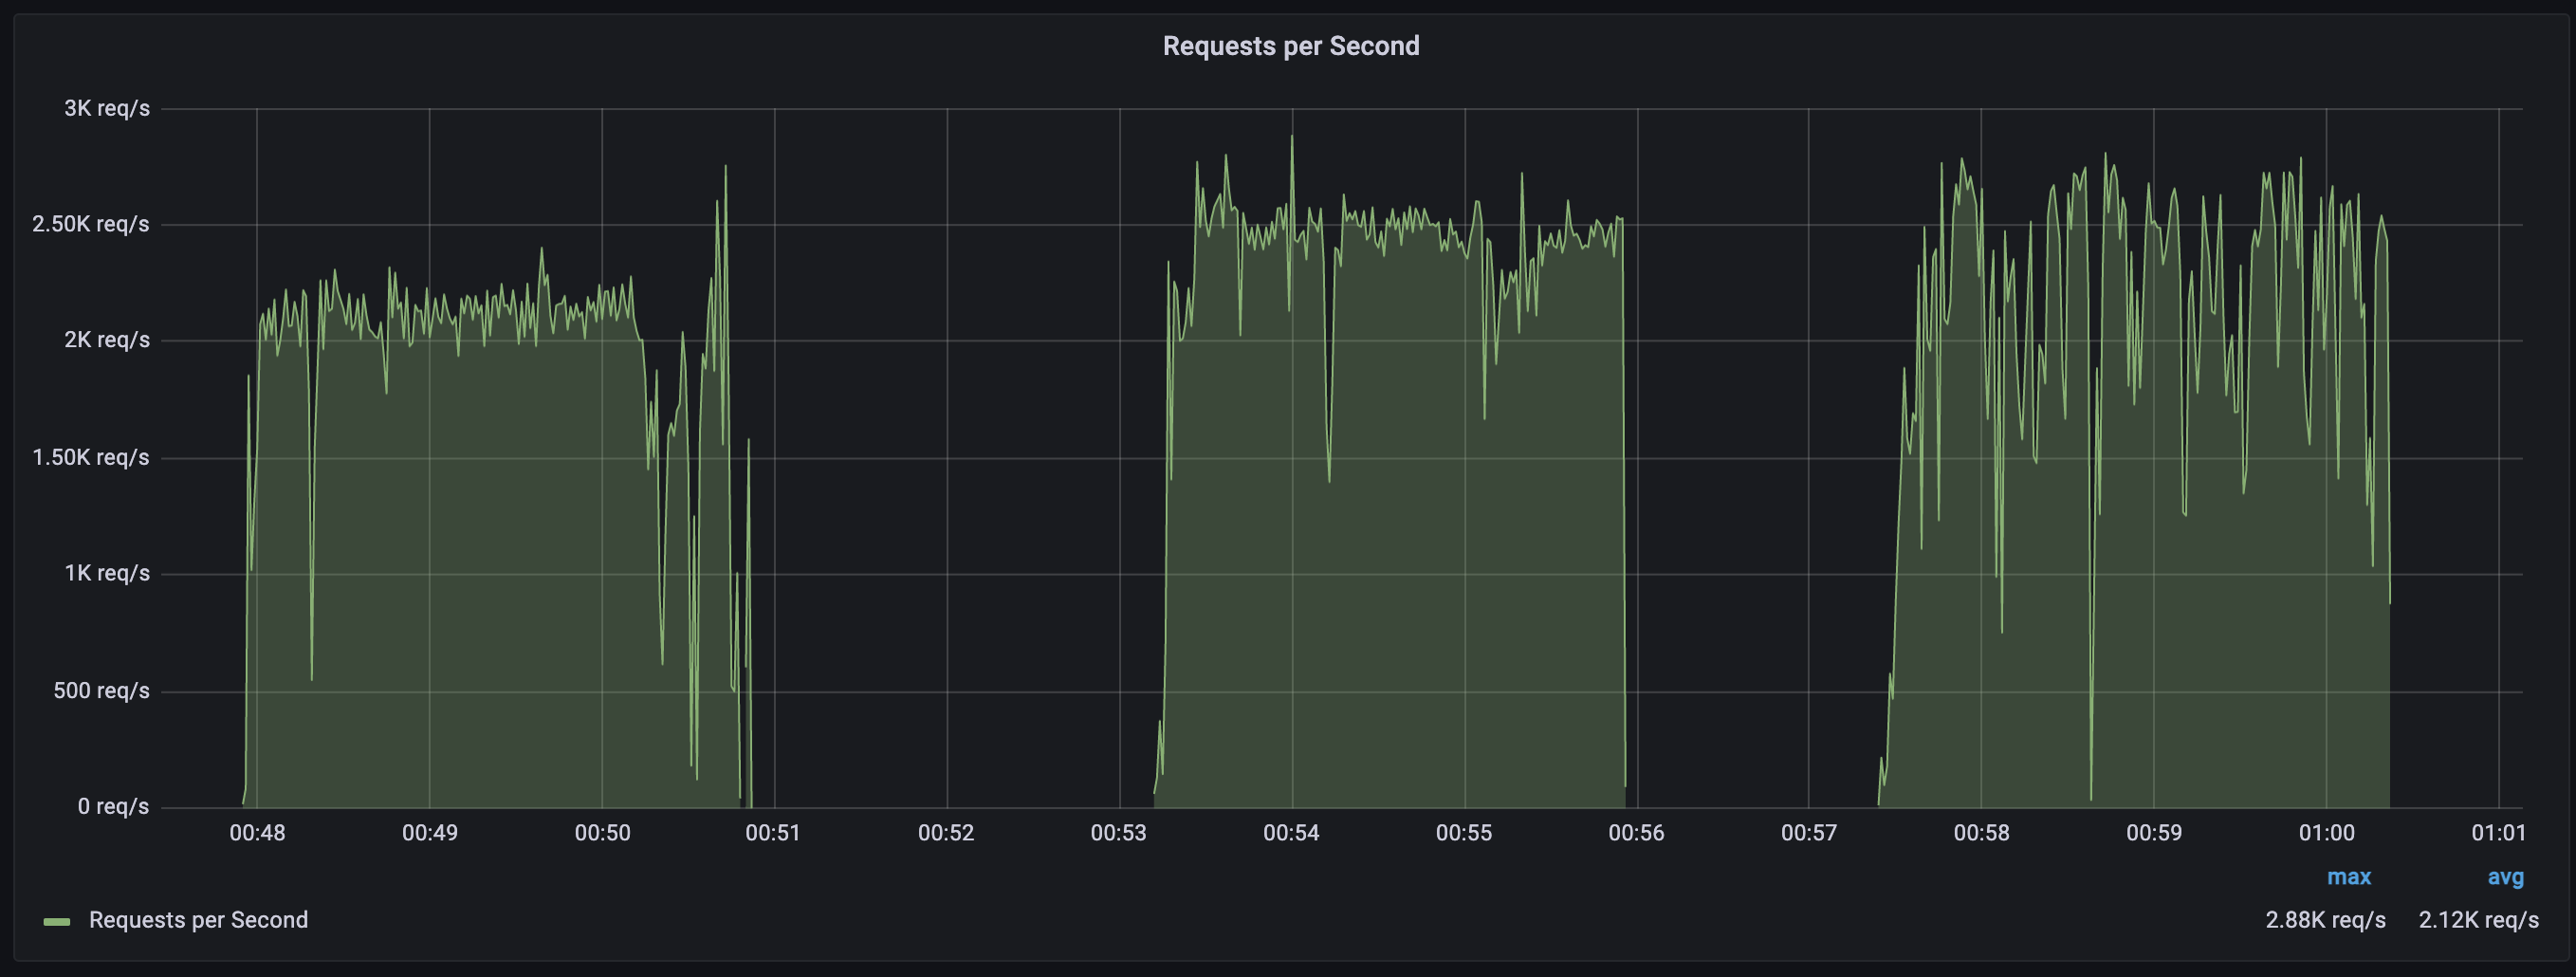 Requests per Second
3K req/s
2.50K req/s
2K req/s
1.50K req/s
1K req/s
500 req/s
0 req/s
00:48 00:49 00:50 00:51 00:52 00:53 00:54 00:55 00:56 00:57 00:58 00:59 01:00 01:01
max avg
Requests per Second 2.88K req/s 2.12K req/s